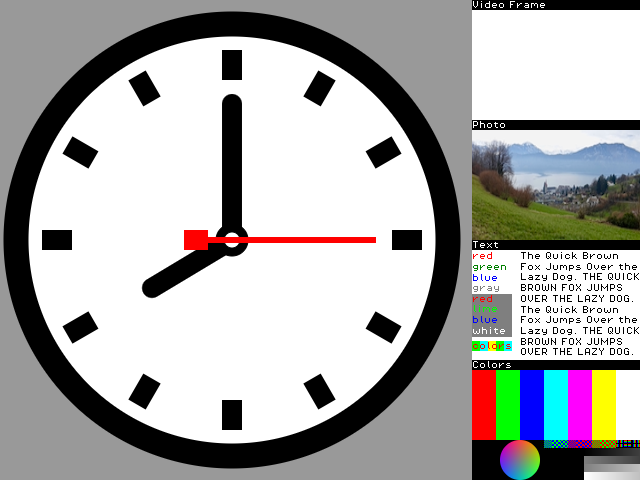 Video Frame
Photo
Text
red The Quick Brown
green Fox Jumps Over the
blue Lazy Dog. THE QUICK
gray BROWN FOX JUMPS
red OVER THE LAZY DOG.
lime The Quick Brown
blue Fox Jumps Over the
white Lazy Dog. THE QUICK
colors BROWN FOX JUMPS
OVER THE LAZY DOG.
Colors